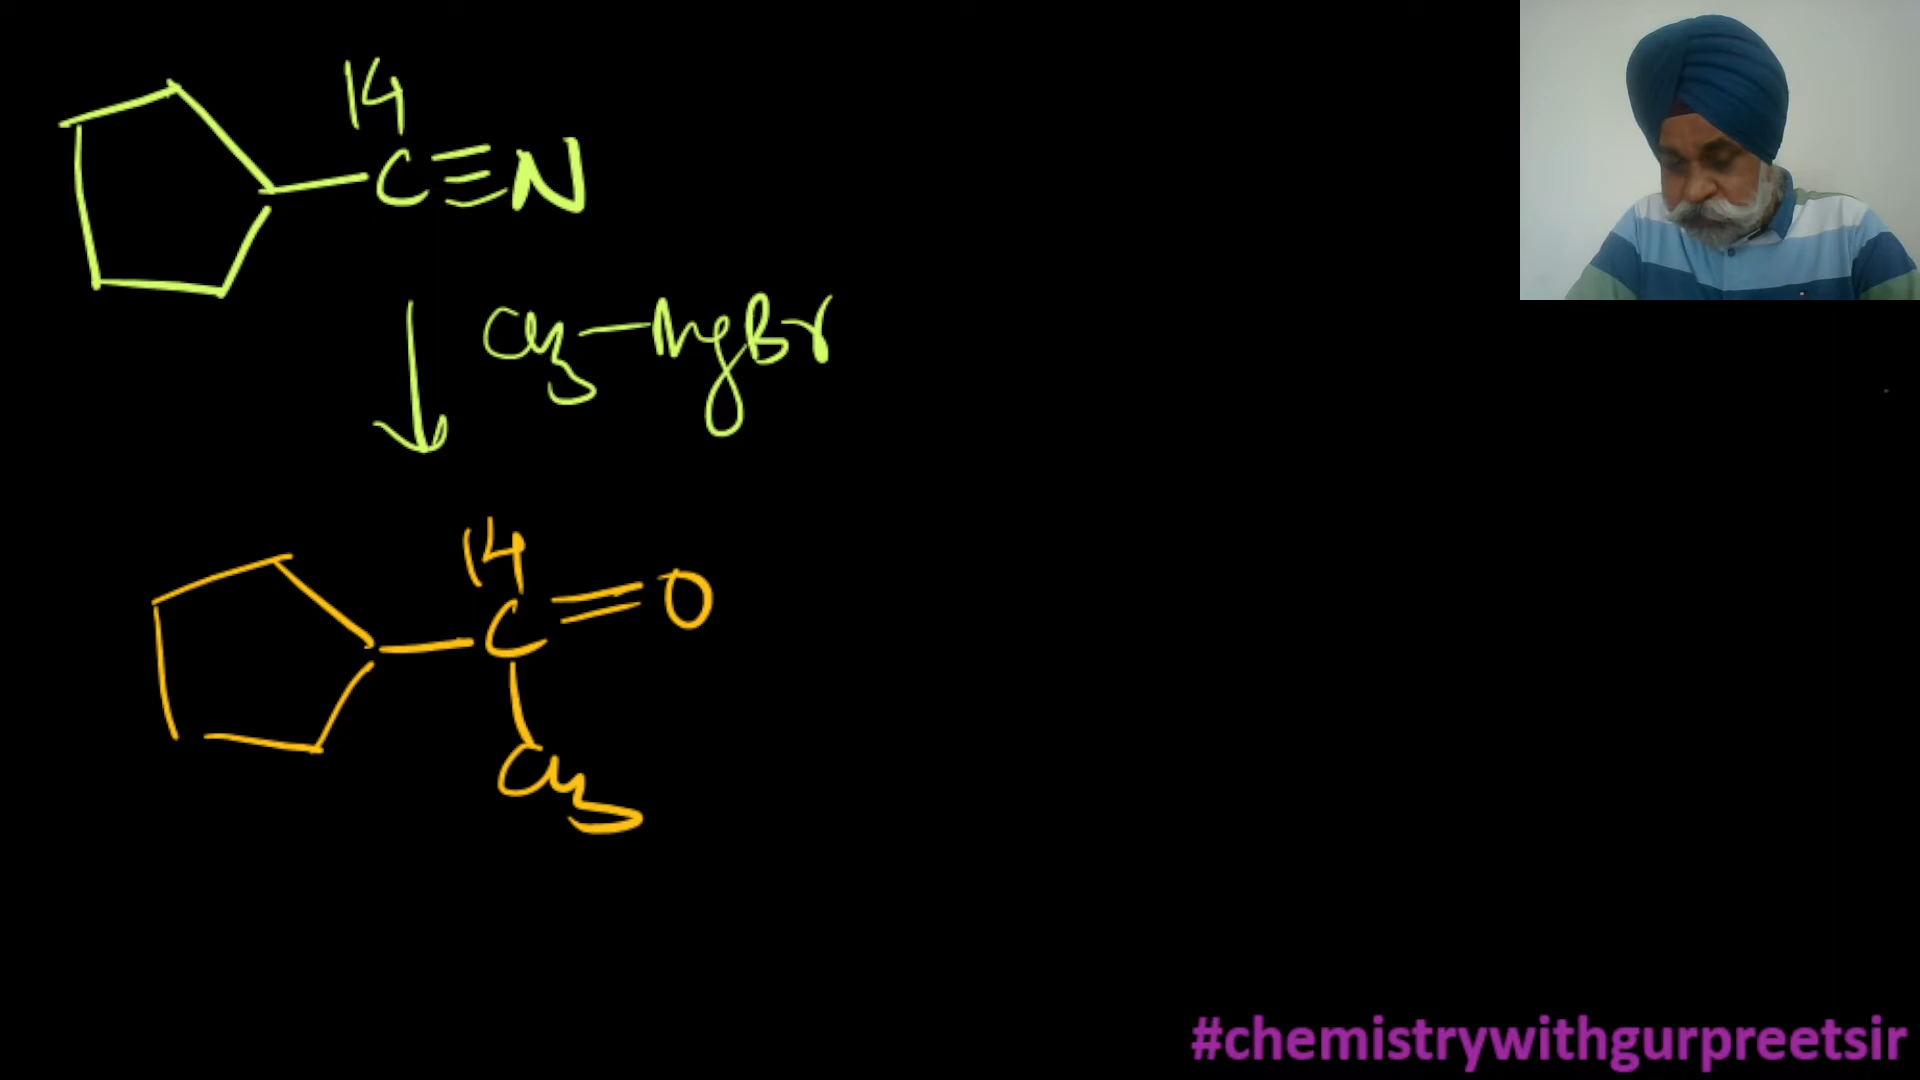 14
C≡N
CH3—MgBr
14
C=O
CH3
#chemistrywithgurpreetsir